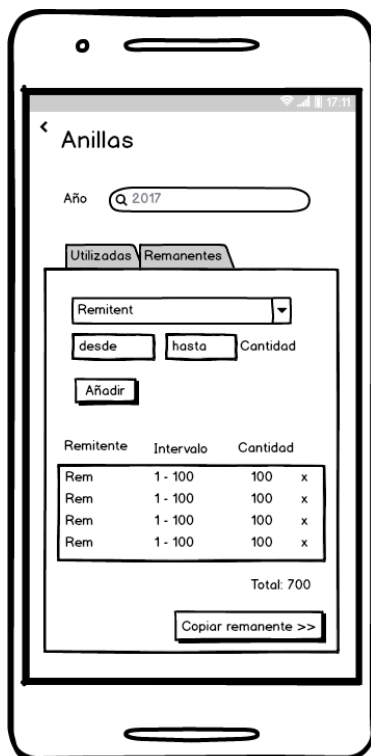 17:11
Anillas
Año 2017
Utilizadas Remanentes
Remitent
desde hasta Cantidad
Añadir
Remitente Intervalo Cantidad
Rem 1 - 100 100 x
Rem 1 - 100 100 x
Rem 1 - 100 100 x
Rem 1 - 100 100 x
Total: 700
Copiar remanente >>